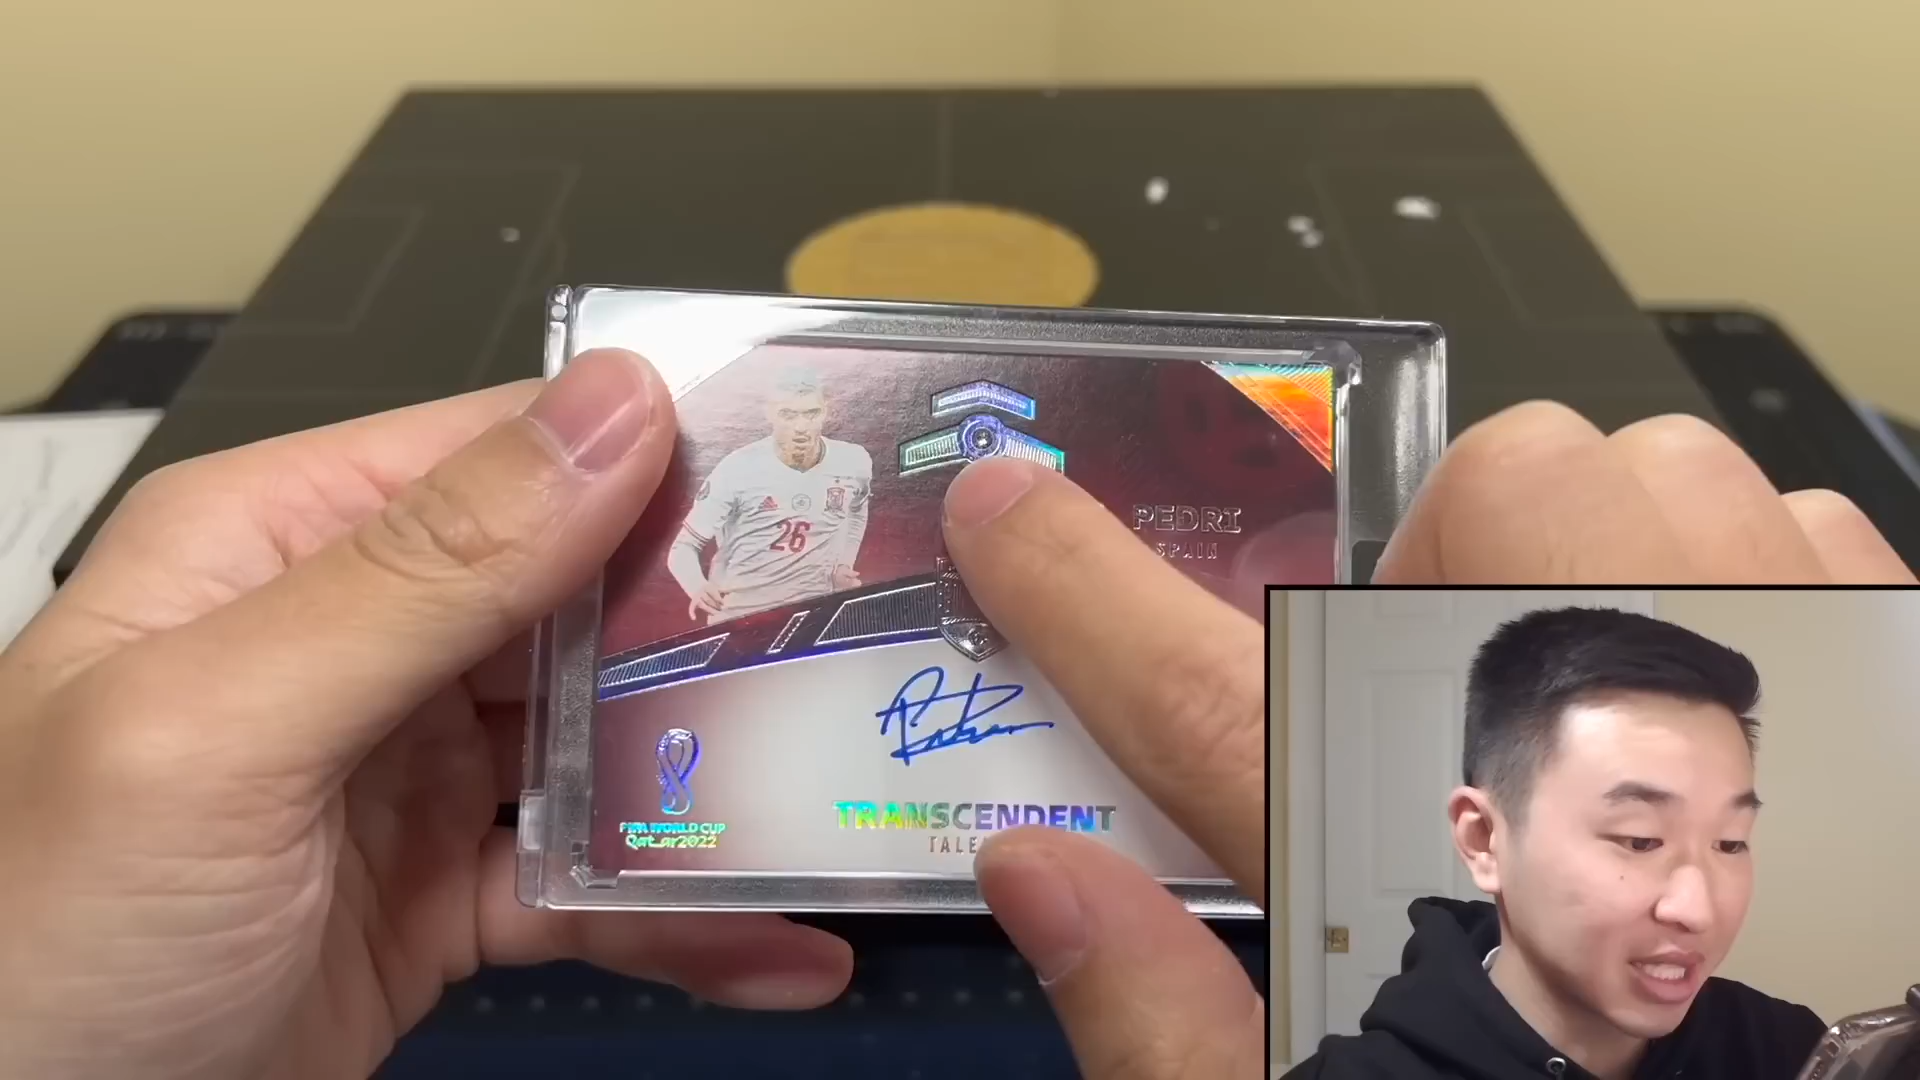 26
PEDRI
SPAIN
FIFA WORLD CUP
Qatar2022
TRANSCENDENT